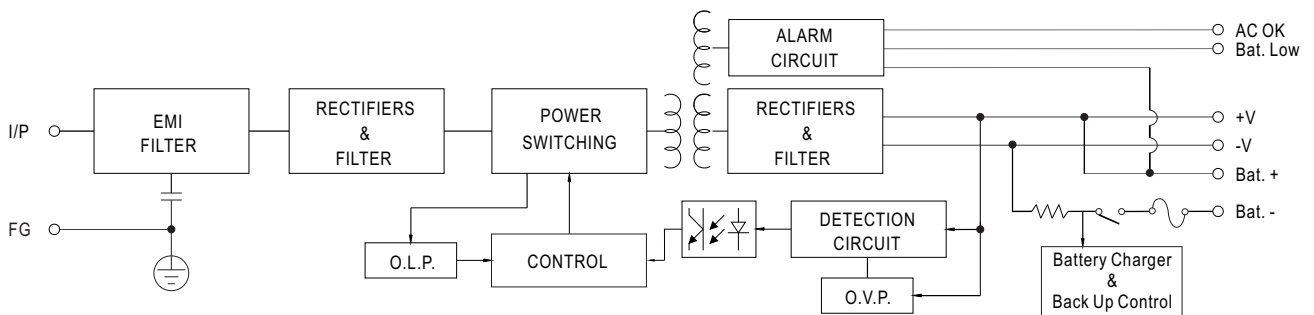 ALARM
CIRCUIT
AC OK
Bat. Low
I/P
EMI
FILTER
RECTIFIERS
&
FILTER
POWER
SWITCHING
RECTIFIERS
&
FILTER
+V
-V
Bat. +
Bat. -
FG
O.L.P.
CONTROL
DETECTION
CIRCUIT
O.V.P.
Battery Charger
&
Back Up Control